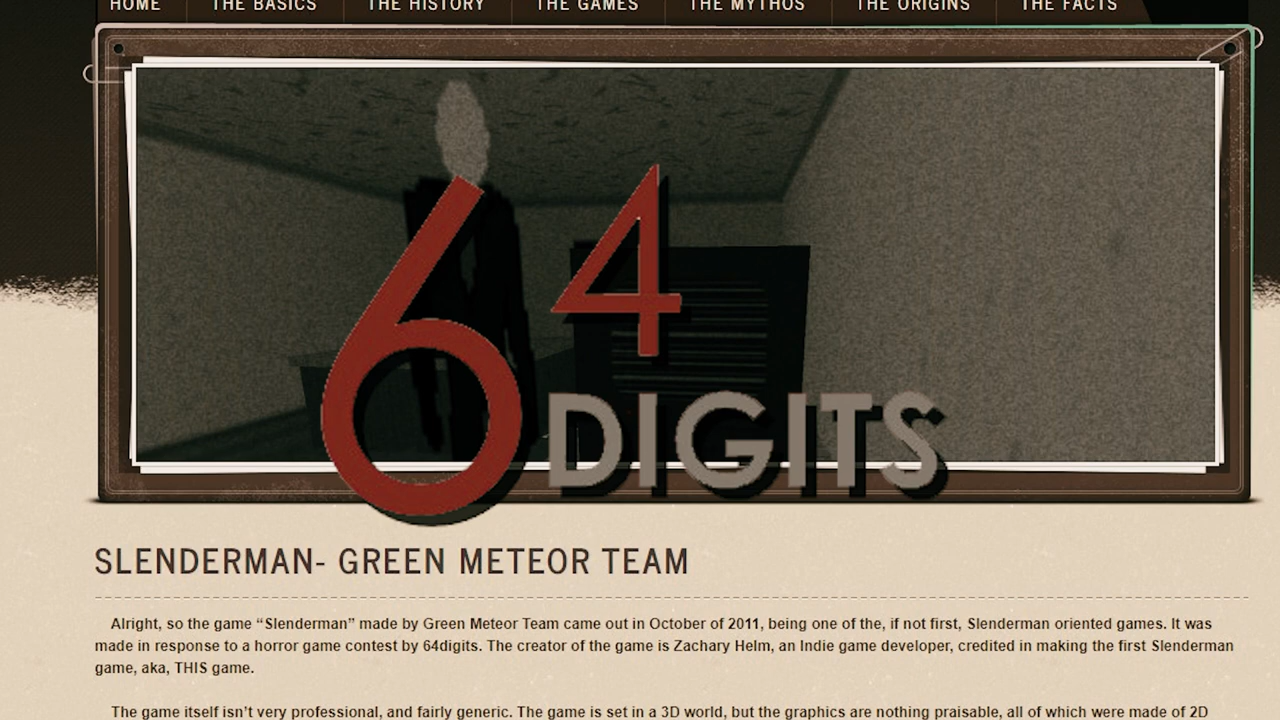 HOME THE BASICS THE HISTORY THE GAMES THE MYTHOS THE ORIGINS THE FACTS
64
DIGITS
SLENDERMAN- GREEN METEOR TEAM
Alright, so the game “Slenderman” made by Green Meteor Team came out in October of 2011, being one of the, if not first, Slenderman oriented games. It was
made in response to a horror game contest by 64digits. The creator of the game is Zachary Helm, an Indie game developer, credited in making the first Slenderman
game, aka, THIS game.
The game itself isn’t very professional, and fairly generic. The game is set in a 3D world, but the graphics are nothing praisable, all of which were made of 2D